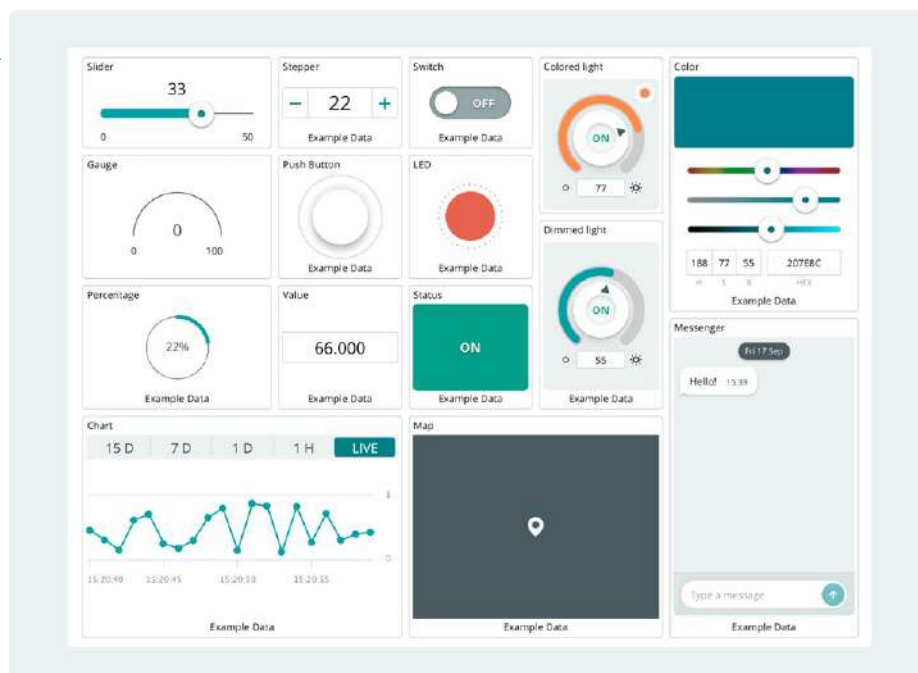 Slider
33
0 50
Stepper
− 22 +
Example Data
Switch
OFF
Example Data
Colored light
ON
77
Color
188 77 55 207E8C
H S B HEX
Example Data
Gauge
0
0 100
Push Button
Example Data
LED
Example Data
Dimmed light
ON
55
Example Data
Percentage
22%
Example Data
Value
66.000
Example Data
Status
ON
Example Data
Messenger
Fri 17 Sep
Hello! 15:39
Type a message
Example Data
Chart
15 D 7 D 1 D 1 H LIVE
1
0
15:20:40 15:20:45 15:20:50 15:20:55
Example Data
Map
Example Data